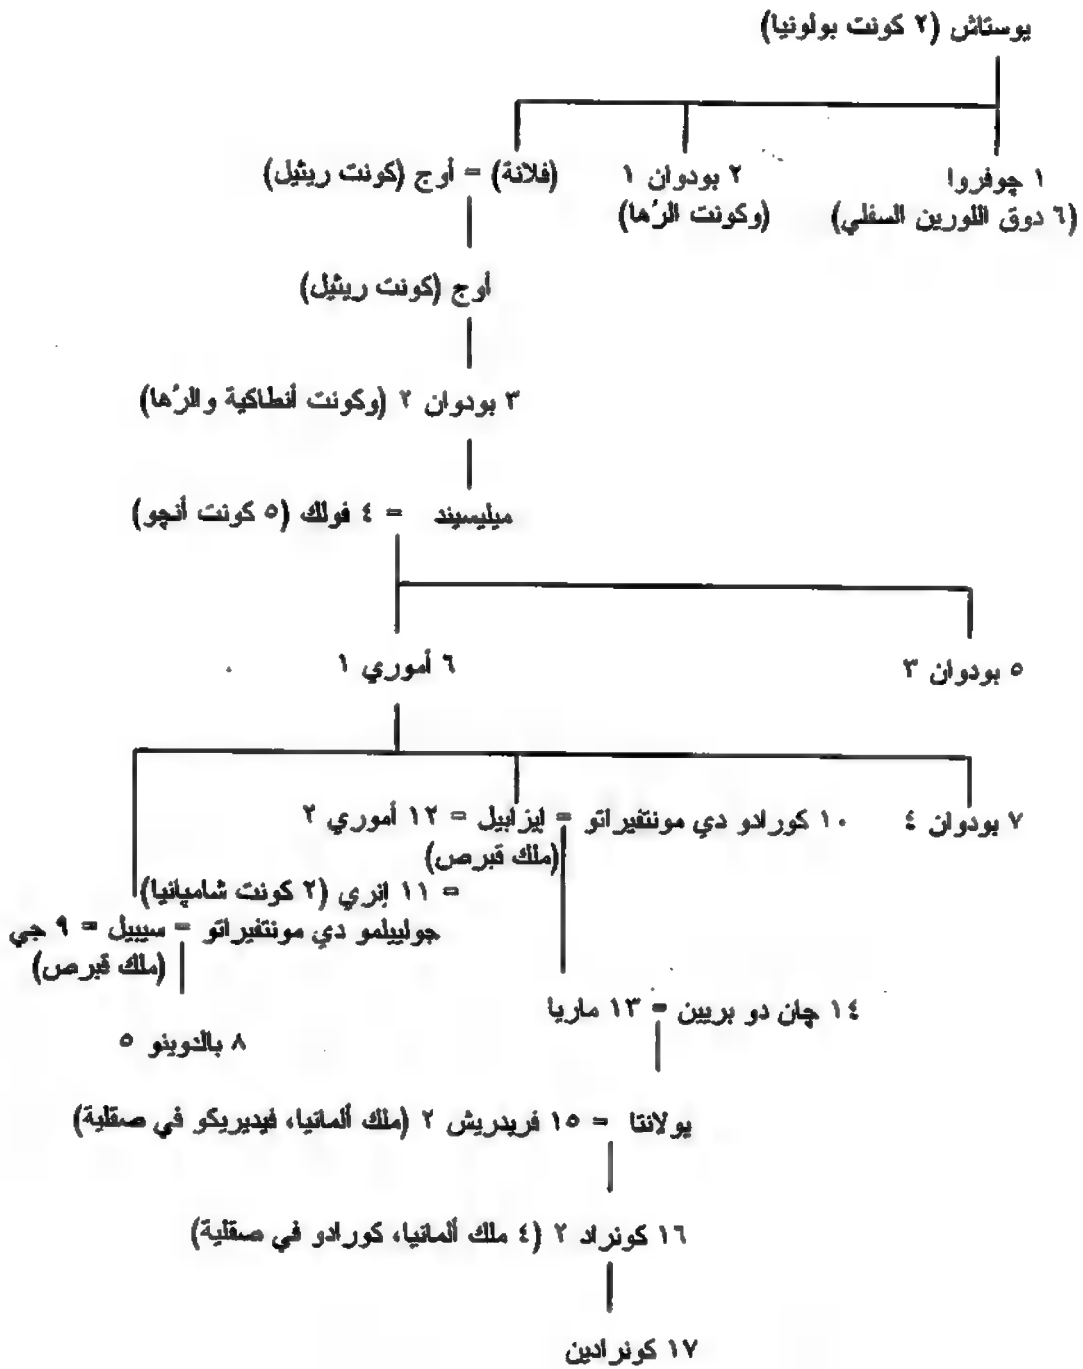 يوستاش (٢ كونت بولونيا)
١ چوفروا
(٦ دوق اللورين السفلي)
٢ بودوان ١
(وكونت الرُها)
(فلانة) = أوج (كونت ريثيل)
أوج (كونت ريثيل)
٣ بودوان ٢ (وكونت أنطاكية والرُها)
ميليسيند = ٤ فولك (٥ كونت أنچو)
٥ بودوان ٣
٦ أموري ١
٧ بودوان ٤
١٠ كورادو دي مونتفيراتو = إيزابيل = ١٢ أموري ٢
(ملك قبرص)
= ١١ إنري (٢ كونت شامپانيا)
جولييلمو دي مونتفيراتو = سيبيل = ٩ جي
(ملك قبرص)
١٤ چان دو بريين = ١٣ ماريا
٨ بالدوينو ٥
يولانتا = ١٥ فريدريش ٢ (ملك ألمانيا، فيديريكو في صقلية)
١٦ كونراد ٢ (٤ ملك ألمانيا، كورادو في صقلية)
١٧ كونرادين